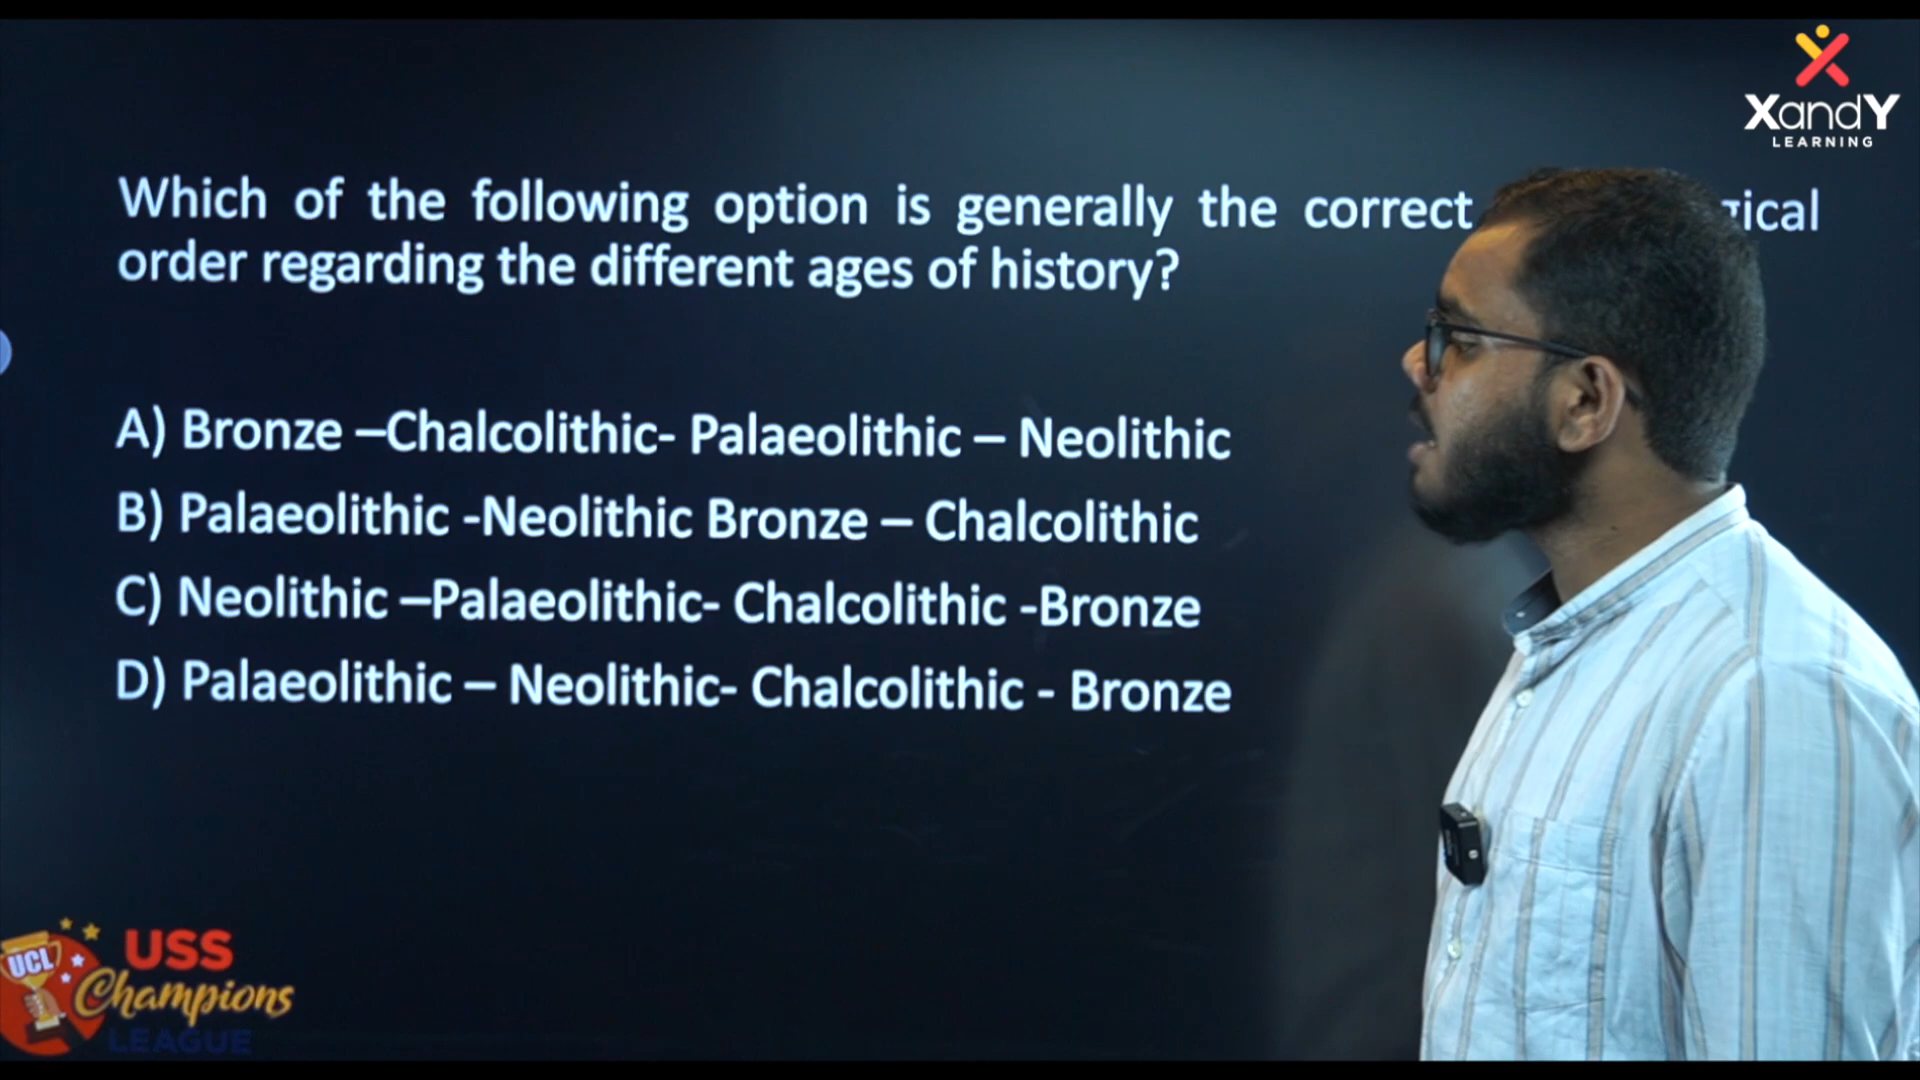 XandY
LEARNING
Which of the following option is generally the correct
order regarding the different ages of history?
A) Bronze –Chalcolithic- Palaeolithic – Neolithic
B) Palaeolithic -Neolithic Bronze – Chalcolithic
C) Neolithic –Palaeolithic- Chalcolithic -Bronze
D) Palaeolithic – Neolithic- Chalcolithic - Bronze
UCL
USS
Champions
LEAGUE